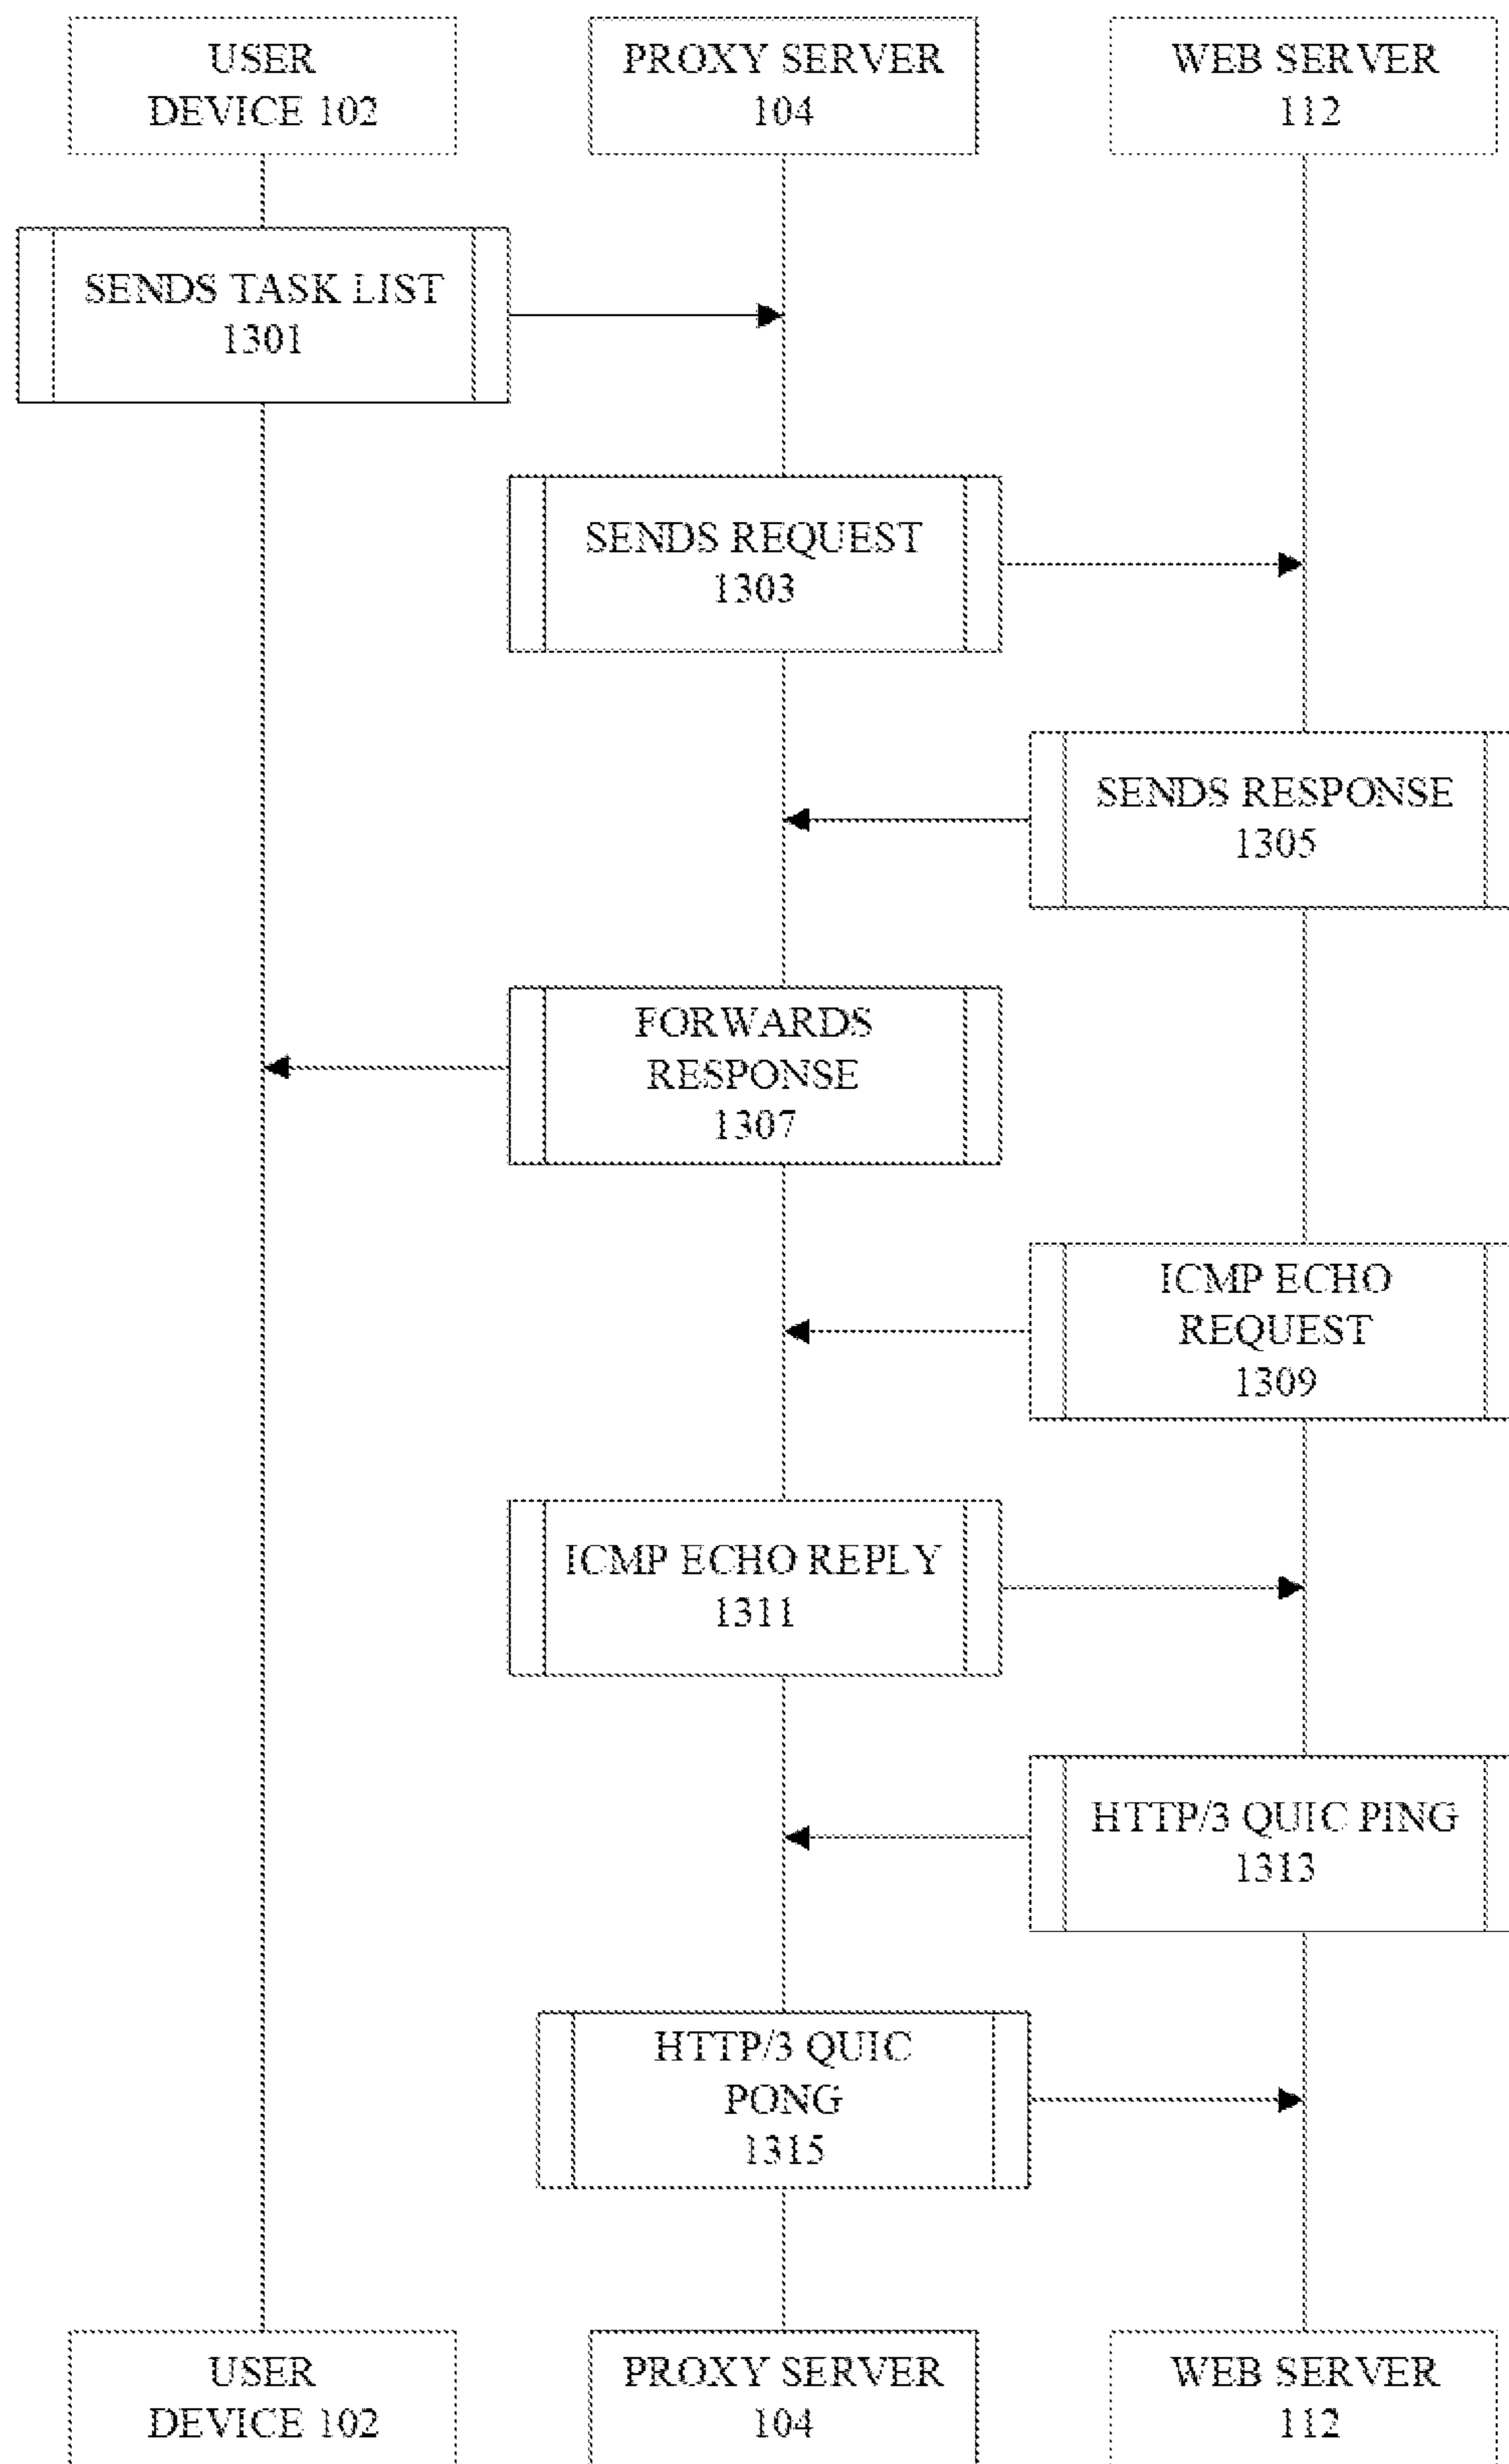 USER
DEVICE 102
PROXY SERVER
104
WEB SERVER
112
SENDS TASK LIST
1301
SENDS REQUEST
1303
SENDS RESPONSE
1305
FORWARDS
RESPONSE
1307
ICMP ECHO
REQUEST
1309
ICMP ECHO REPLY
1311
HTTP/3 QUIC PING
1313
HTTP/3 QUIC
PONG
1315
USER
DEVICE 102
PROXY SERVER
104
WEB SERVER
112